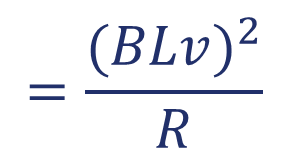 = (BLv)² / R